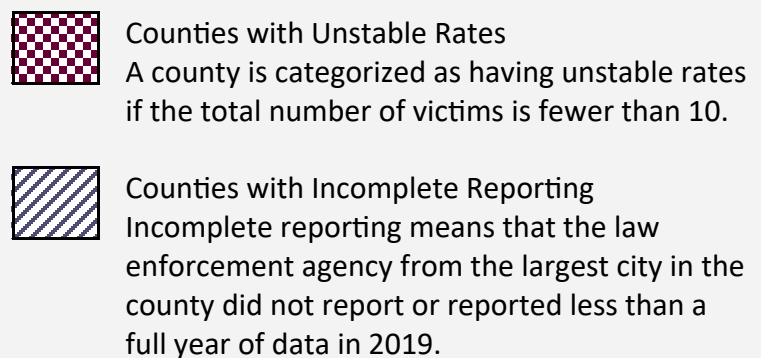 Counties with Unstable Rates
A county is categorized as having unstable rates
if the total number of victims is fewer than 10.
Counties with Incomplete Reporting
Incomplete reporting means that the law
enforcement agency from the largest city in the
county did not report or reported less than a
full year of data in 2019.